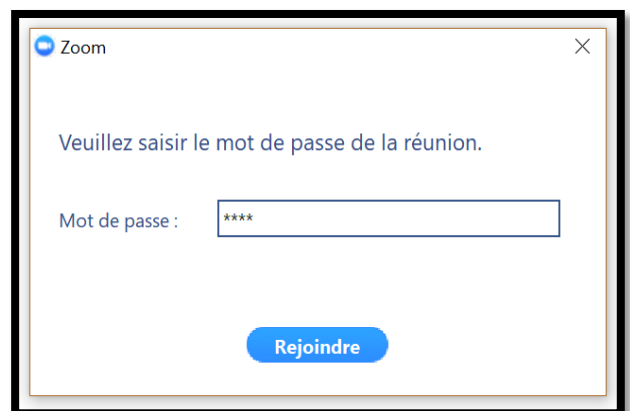 Zoom
Veuillez saisir le mot de passe de la réunion.
Mot de passe : ****
Rejoindre